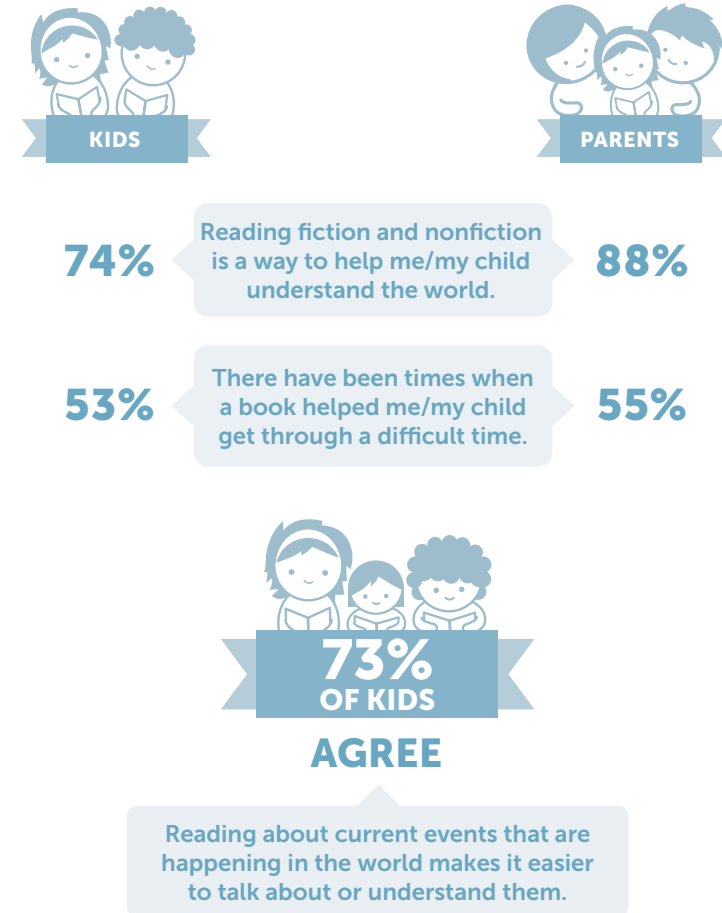 KIDS
PARENTS
74%
Reading fiction and nonfiction
is a way to help me/my child
understand the world.
88%
53%
There have been times when
a book helped me/my child
get through a difficult time.
55%
73%
OF KIDS
AGREE
Reading about current events that are
happening in the world makes it easier
to talk about or understand them.